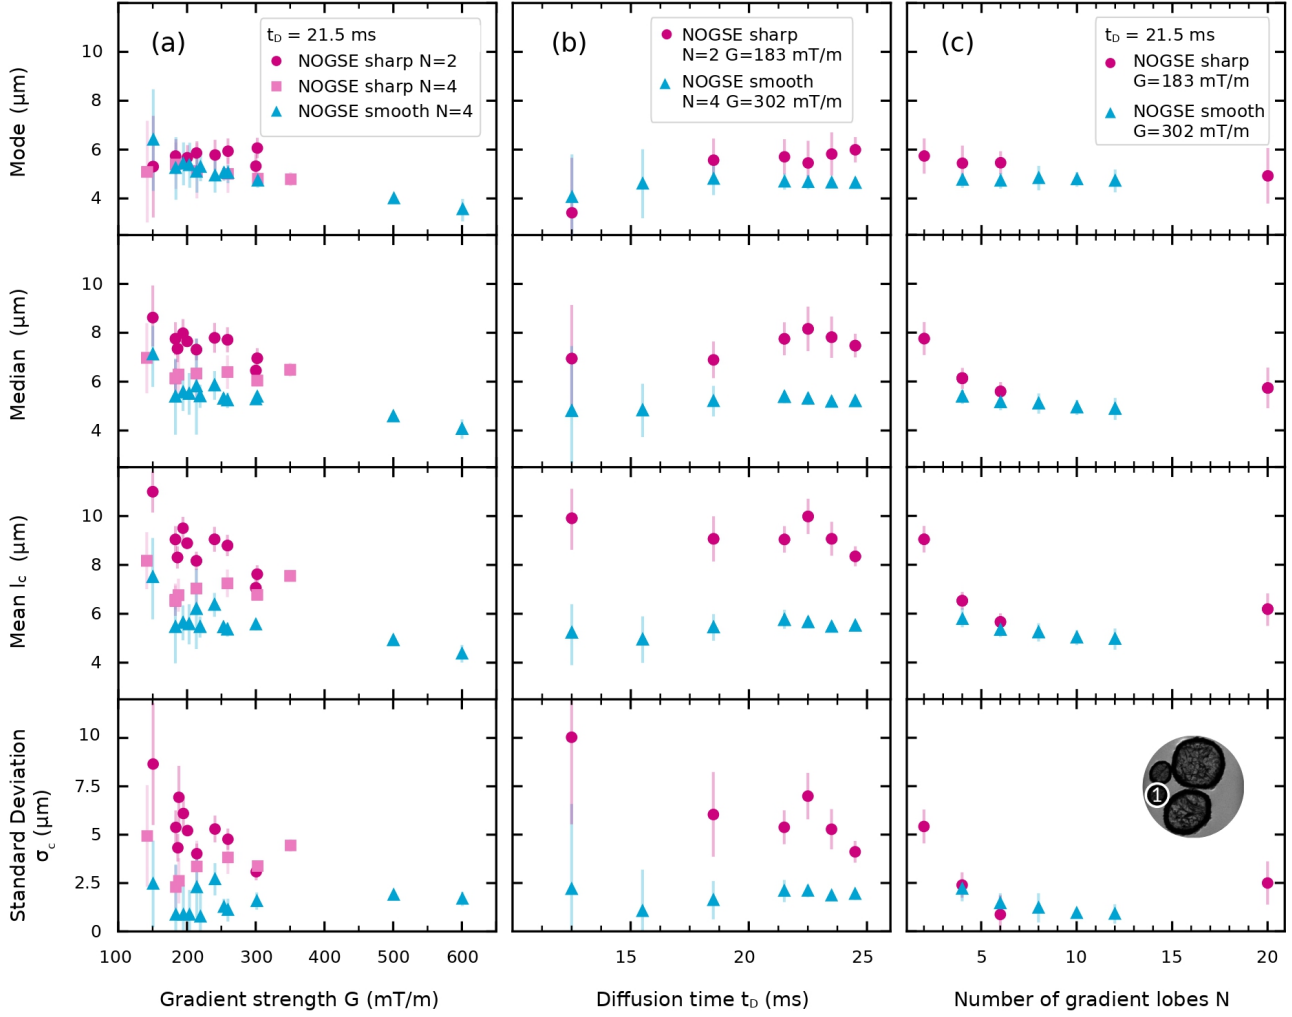 (a)
t_D = 21.5 ms
NOGSE sharp N=2
NOGSE sharp N=4
NOGSE smooth N=4
(b)
NOGSE sharp
N=2 G=183 mT/m
NOGSE smooth
N=4 G=302 mT/m
(c)
t_D = 21.5 ms
NOGSE sharp
G=183 mT/m
NOGSE smooth
G=302 mT/m
Mode (μm)
10
8
6
4
Median (μm)
10
8
6
4
Mean l_c (μm)
10
8
6
4
Standard Deviation
σ_c (μm)
10
7.5
5
2.5
0
1
100 200 300 400 500 600
15 20 25
5 10 15 20
Gradient strength G (mT/m)
Diffusion time t_D (ms)
Number of gradient lobes N